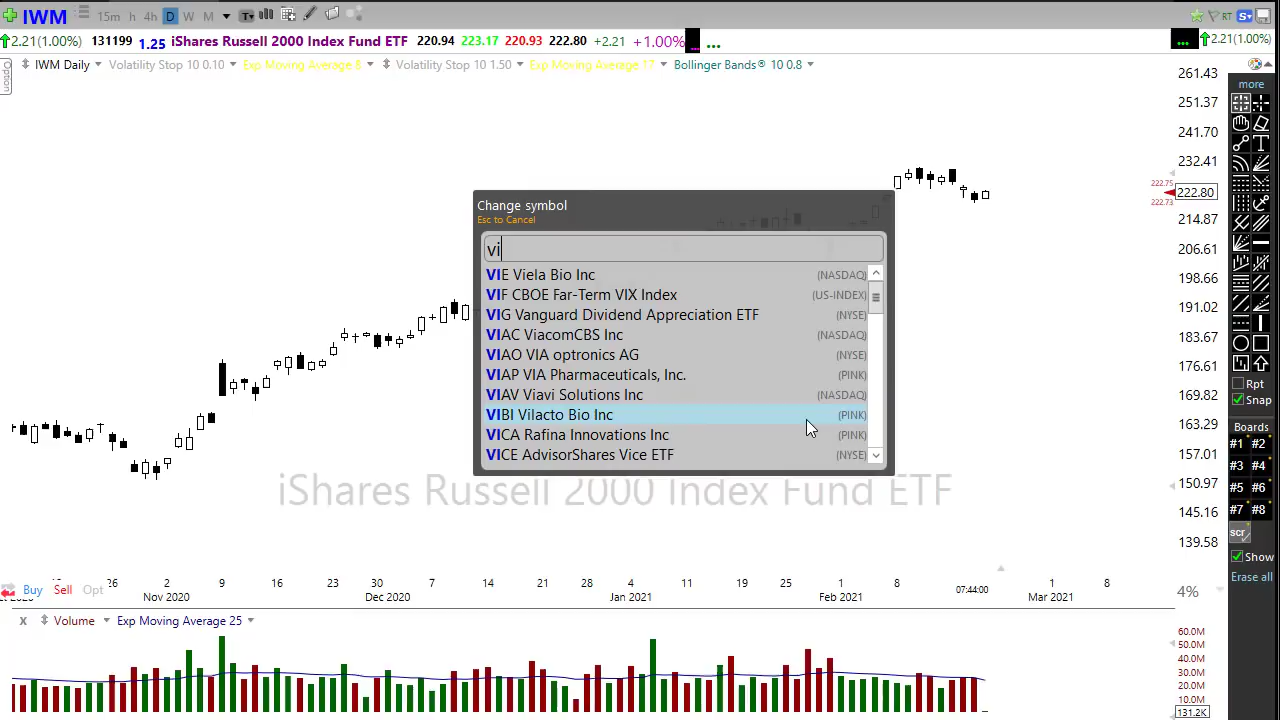 IWM 15m h 4h D W M T RT S
2.21(1.00%) 131199 1.25 iShares Russell 2000 Index Fund ETF 220.94 223.17 220.93 222.80 +2.21 +1.00% ... ... ... 2.21(1.00%)
IWM Daily Volatility Stop 10 0.10 Exp Moving Average 8 Volatility Stop 10 1.50 Exp Moving Average 17 Bollinger Bands® 10 0.8
Option
261.43
251.37
241.70
232.41
222.75
222.80
222.73
214.87
206.61
198.66
191.02
183.67
176.61
169.82
163.29
157.01
150.97
145.16
139.58
more
T
Rpt
Snap
Boards
#1 #2
#3 #4
#5 #6
#7 #8
scr
Show
Erase all
Change symbol
Esc to Cancel
vi
VIE Viela Bio Inc (NASDAQ)
VIF CBOE Far-Term VIX Index (US-INDEX)
VIG Vanguard Dividend Appreciation ETF (NYSE)
VIAC ViacomCBS Inc (NASDAQ)
VIAO VIA optronics AG (NYSE)
VIAP VIA Pharmaceuticals, Inc. (PINK)
VIAV Viavi Solutions Inc (NASDAQ)
VIBI Vilacto Bio Inc (PINK)
VICA Rafina Innovations Inc (PINK)
VICE AdvisorShares Vice ETF (NYSE)
iShares Russell 2000 Index Fund ETF
Buy Sell Opt
26 2 9 16 23 30 7 14 21 28 4 11 19 25 1 8 07:44:00 1 8
Nov 2020 Dec 2020 Jan 2021 Feb 2021 Mar 2021
4%
X Volume Exp Moving Average 25
60.0M
50.0M
40.0M
30.0M
20.0M
10.0M
131.2K